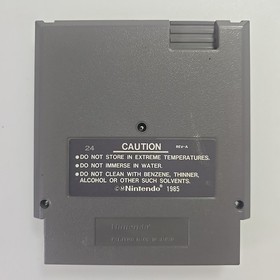 24 CAUTION REV-A
•DO NOT STORE IN EXTREME TEMPERATURES.
•DO NOT IMMERSE IN WATER.
•DO NOT CLEAN WITH BENZENE, THINNER,
ALCOHOL OR OTHER SUCH SOLVENTS.
©Nintendo® 1985
Nintendo